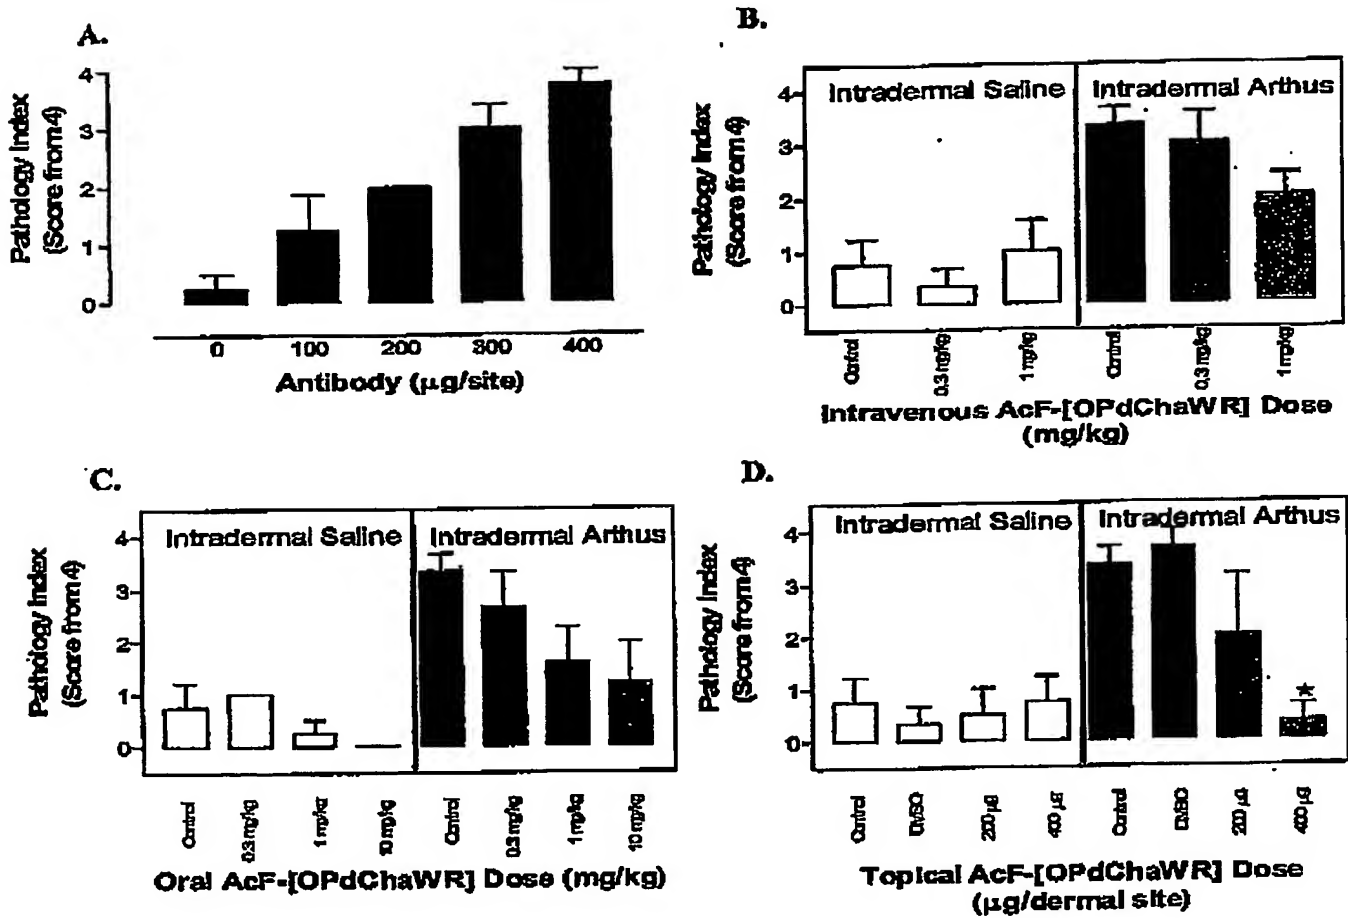 A.
Pathology Index
(Score from 4)
4
3
2
1
0
0 100 200 300 400
Antibody (µg/site)
B.
Pathology Index
(Score from 4)
4
3
2
1
0
Intradermal Saline
Intradermal Arthus
Control
0.3 mg/kg
1 mg/kg
Control
0.3 mg/kg
1 mg/kg
Intravenous AcF-[OPdChaWR] Dose
(mg/kg)
C.
Pathology Index
(Score from 4)
4
3
2
1
0
Intradermal Saline
Intradermal Arthus
Control
0.3 mg/kg
1 mg/kg
10 mg/kg
Control
0.3 mg/kg
1 mg/kg
10 mg/kg
Oral AcF-[OPdChaWR] Dose (mg/kg)
D.
Pathology Index
(Score from 4)
4
3
2
1
0
Intradermal Saline
Intradermal Arthus
★
Control
DMSO
200 µg
400 µg
Control
DMSO
200 µg
400 µg
Topical AcF-[OPdChaWR] Dose
(µg/dermal site)